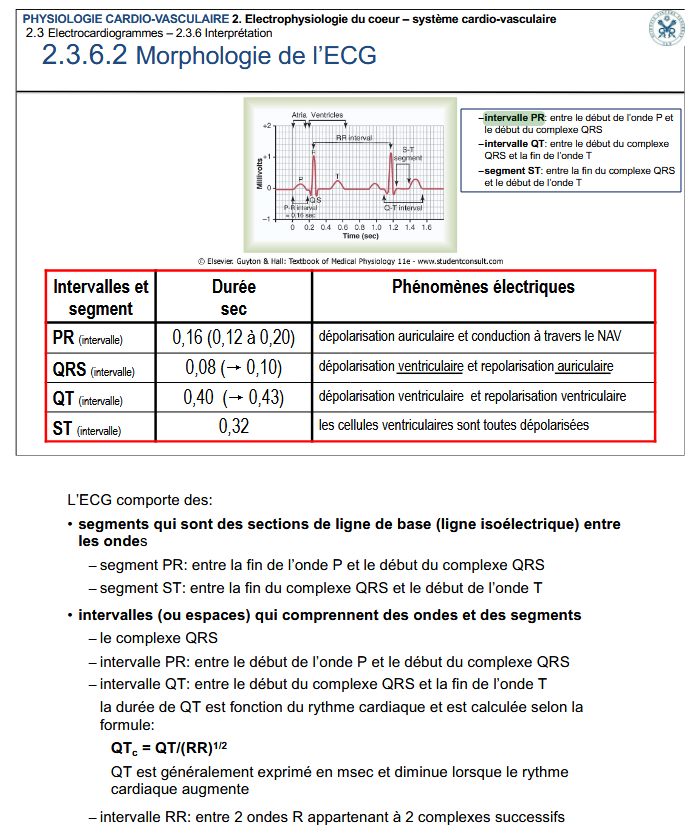 PHYSIOLOGIE CARDIO-VASCULAIRE 2. Electrophysiologie du coeur – système cardio-vasculaire
2.3 Electrocardiogrammes – 2.3.6 Interprétation
2.3.6.2 Morphologie de l'ECG
Atria Ventricles
RR interval
S-T
segment
+2
+1
0
–1
Millivolts
P
R
T
Q S
P-R interval
= 0.16 sec
Q-T interval
0 0.2 0.4 0.6 0.8 1.0 1.2 1.4 1.6
Time (sec)
–intervalle PR: entre le début de l'onde P et
le début du complexe QRS
–intervalle QT: entre le début du complexe
QRS et la fin de l'onde T
–segment ST: entre la fin du complexe QRS
et le début de l'onde T
© Elsevier. Guyton & Hall: Textbook of Medical Physiology 11e - www.studentconsult.com
Intervalles et segment Durée sec Phénomènes électriques
PR (intervalle) 0,16 (0,12 à 0,20) dépolarisation auriculaire et conduction à travers le NAV
QRS (intervalle) 0,08 (→ 0,10) dépolarisation ventriculaire et repolarisation auriculaire
QT (intervalle) 0,40 (→ 0,43) dépolarisation ventriculaire et repolarisation ventriculaire
ST (intervalle) 0,32 les cellules ventriculaires sont toutes dépolarisées
L'ECG comporte des:
• segments qui sont des sections de ligne de base (ligne isoélectrique) entre
les ondes
– segment PR: entre la fin de l'onde P et le début du complexe QRS
– segment ST: entre la fin du complexe QRS et le début de l'onde T
• intervalles (ou espaces) qui comprennent des ondes et des segments
– le complexe QRS
– intervalle PR: entre le début de l'onde P et le début du complexe QRS
– intervalle QT: entre le début du complexe QRS et la fin de l'onde T
la durée de QT est fonction du rythme cardiaque et est calculée selon la
formule:
QTc = QT/(RR)1/2
QT est généralement exprimé en msec et diminue lorsque le rythme
cardiaque augmente
– intervalle RR: entre 2 ondes R appartenant à 2 complexes successifs